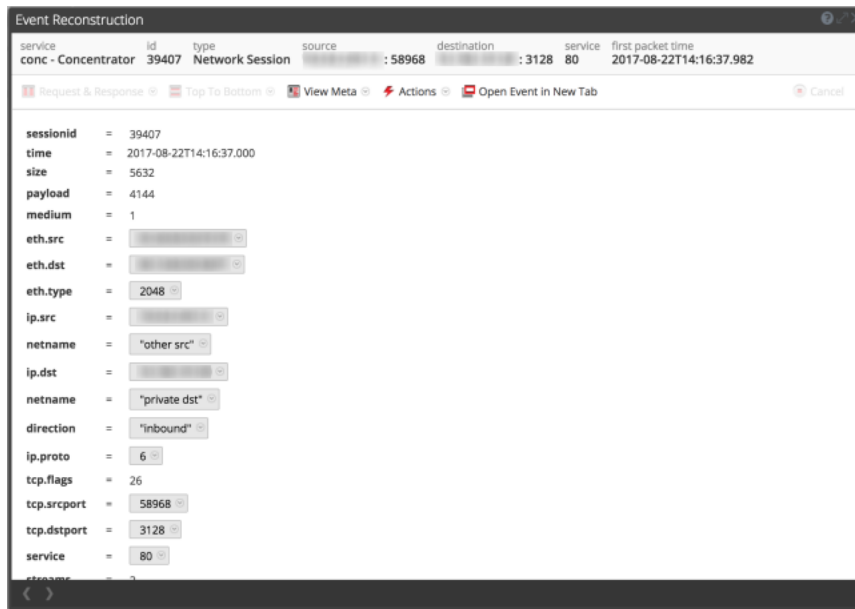 Event Reconstruction
service id type source destination service first packet time
conc - Concentrator 39407 Network Session : 58968 : 3128 80 2017-08-22T14:16:37.982
Request & Response Top To Bottom View Meta Actions Open Event in New Tab Cancel
sessionid = 39407
time = 2017-08-22T14:16:37.000
size = 5632
payload = 4144
medium = 1
eth.src =
eth.dst =
eth.type = 2048
ip.src =
netname = "other src"
ip.dst =
netname = "private dst"
direction = "inbound"
ip.proto = 6
tcp.flags = 26
tcp.srcport = 58968
tcp.dstport = 3128
service = 80
streams = 2